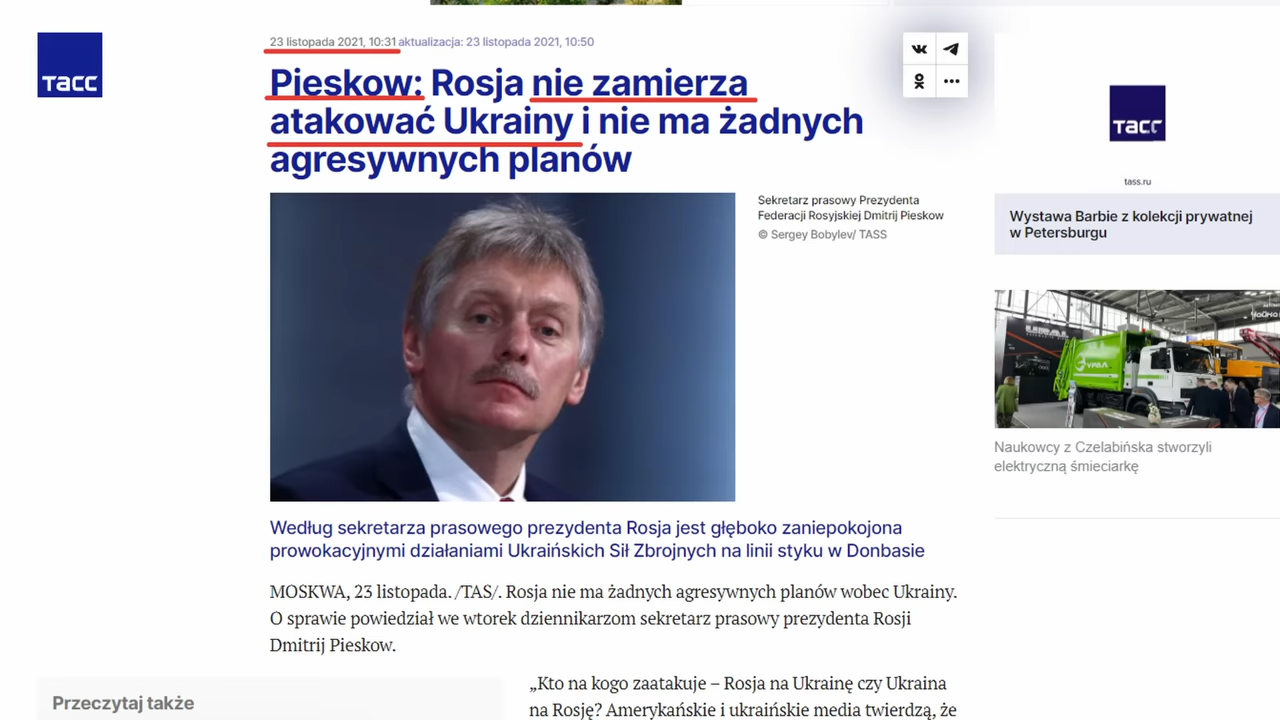 тасс
23 listopada 2021, 10:31 aktualizacja: 23 listopada 2021, 10:50
Pieskow: Rosja nie zamierza
atakować Ukrainy i nie ma żadnych
agresywnych planów
Sekretarz prasowy Prezydenta
Federacji Rosyjskiej Dmitrij Pieskow
© Sergey Bobylev/ TASS
Według sekretarza prasowego prezydenta Rosja jest głęboko zaniepokojona
prowokacyjnymi działaniami Ukraińskich Sił Zbrojnych na linii styku w Donbasie
MOSKWA, 23 listopada. /TAS/. Rosja nie ma żadnych agresywnych planów wobec Ukrainy.
O sprawie powiedział we wtorek dziennikarzom sekretarz prasowy prezydenta Rosji
Dmitrij Pieskow.
Przeczytaj także
„Kto na kogo zaatakuje – Rosja na Ukrainę czy Ukraina
na Rosję? Amerykańskie i ukraińskie media twierdzą, że
тасс
tass.ru
Wystawa Barbie z kolekcji prywatnej
w Petersburgu
Naukowcy z Czelabińska stworzyli
elektryczną śmieciarkę